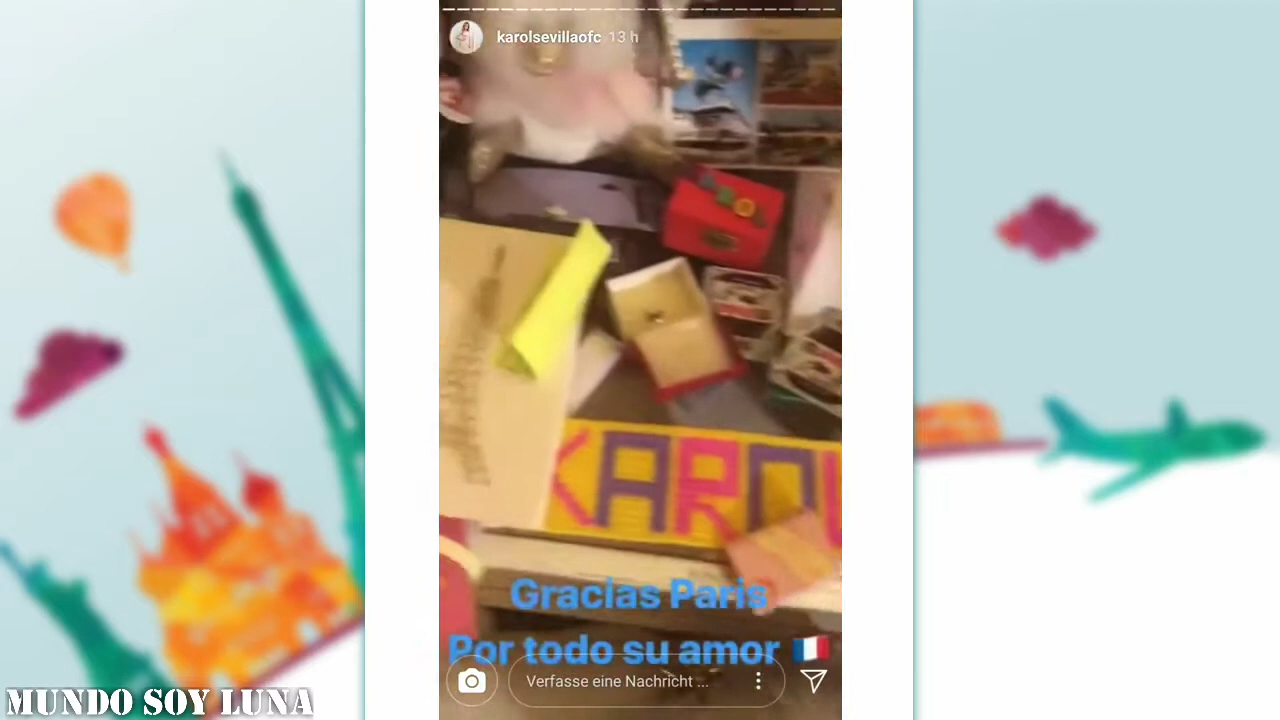 karolsevillaofc 13 h
KAROL
Gracias Paris
Por todo su amor 🇫🇷
Verfasse eine Nachricht ...
MUNDO SOY LUNA